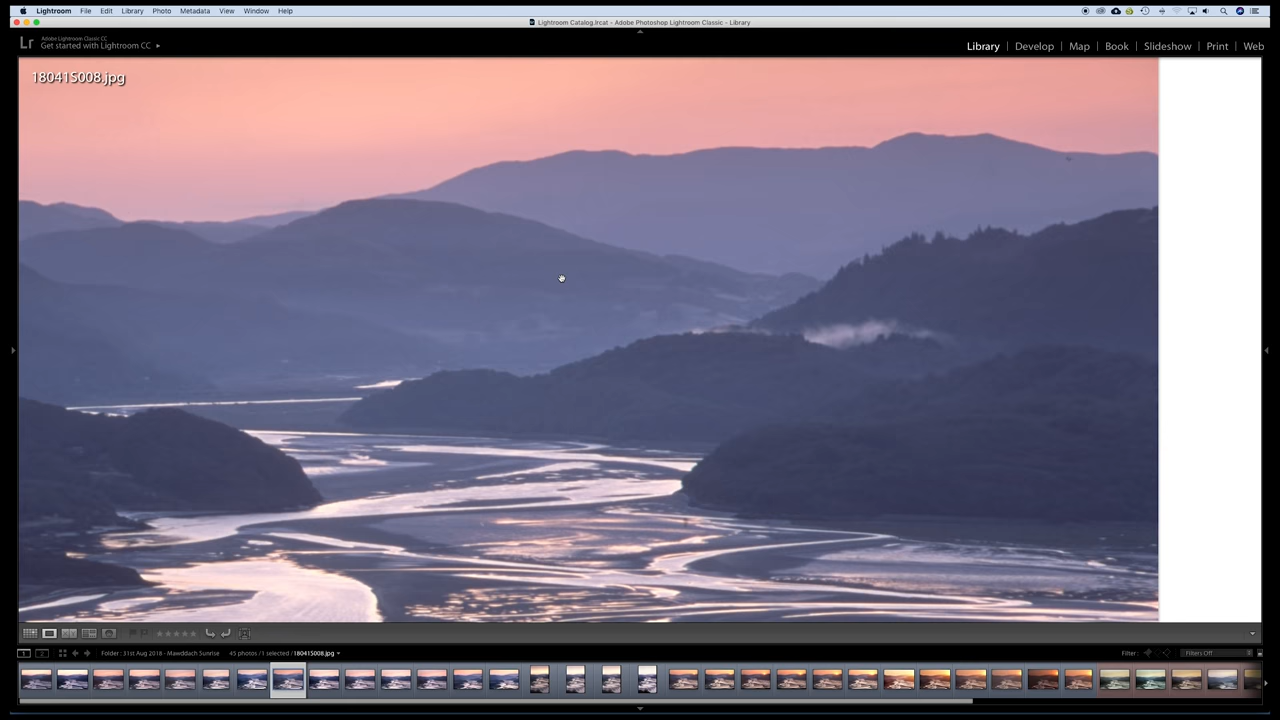 Lightroom File Edit Library Photo Metadata View Window Help
Lightroom Catalog.lrcat - Adobe Photoshop Lightroom Classic - Library
Lr
Adobe Lightroom Classic CC
Get started with Lightroom CC
Library | Develop | Map | Book | Slideshow | Print | Web
180415008.jpg
1 2 Folder : 31st Aug 2018 - Mawddach Sunrise 45 photos / 1 selected / 180415008.jpg Filter : Filters Off